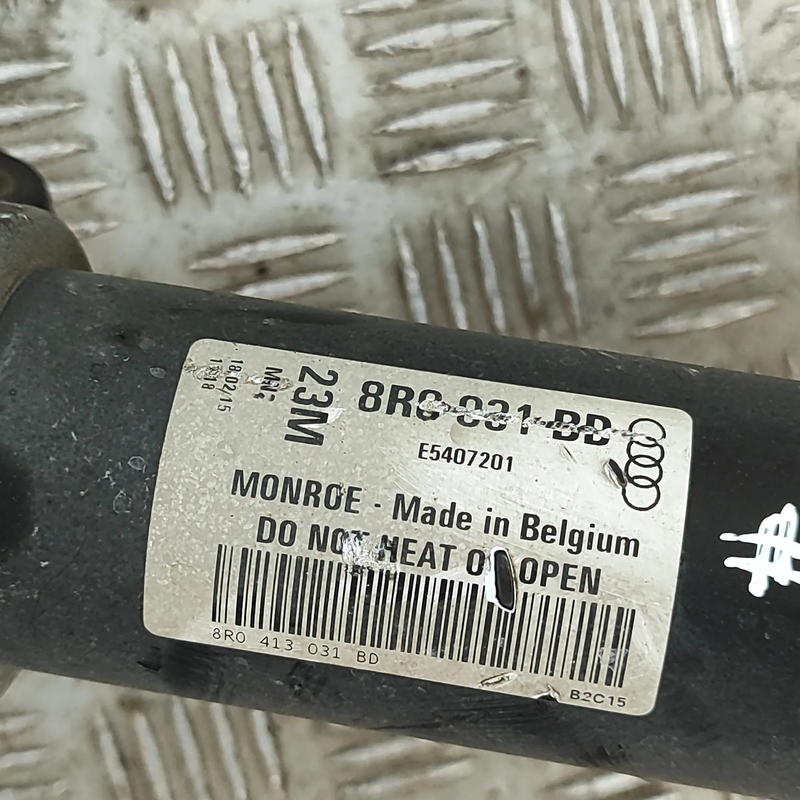 8R0 031 BD
E5407201
23M
18/02/15
MONROE - Made in Belgium
DO NOT HEAT OR OPEN
8R0 413 031 BD
B2C15
#